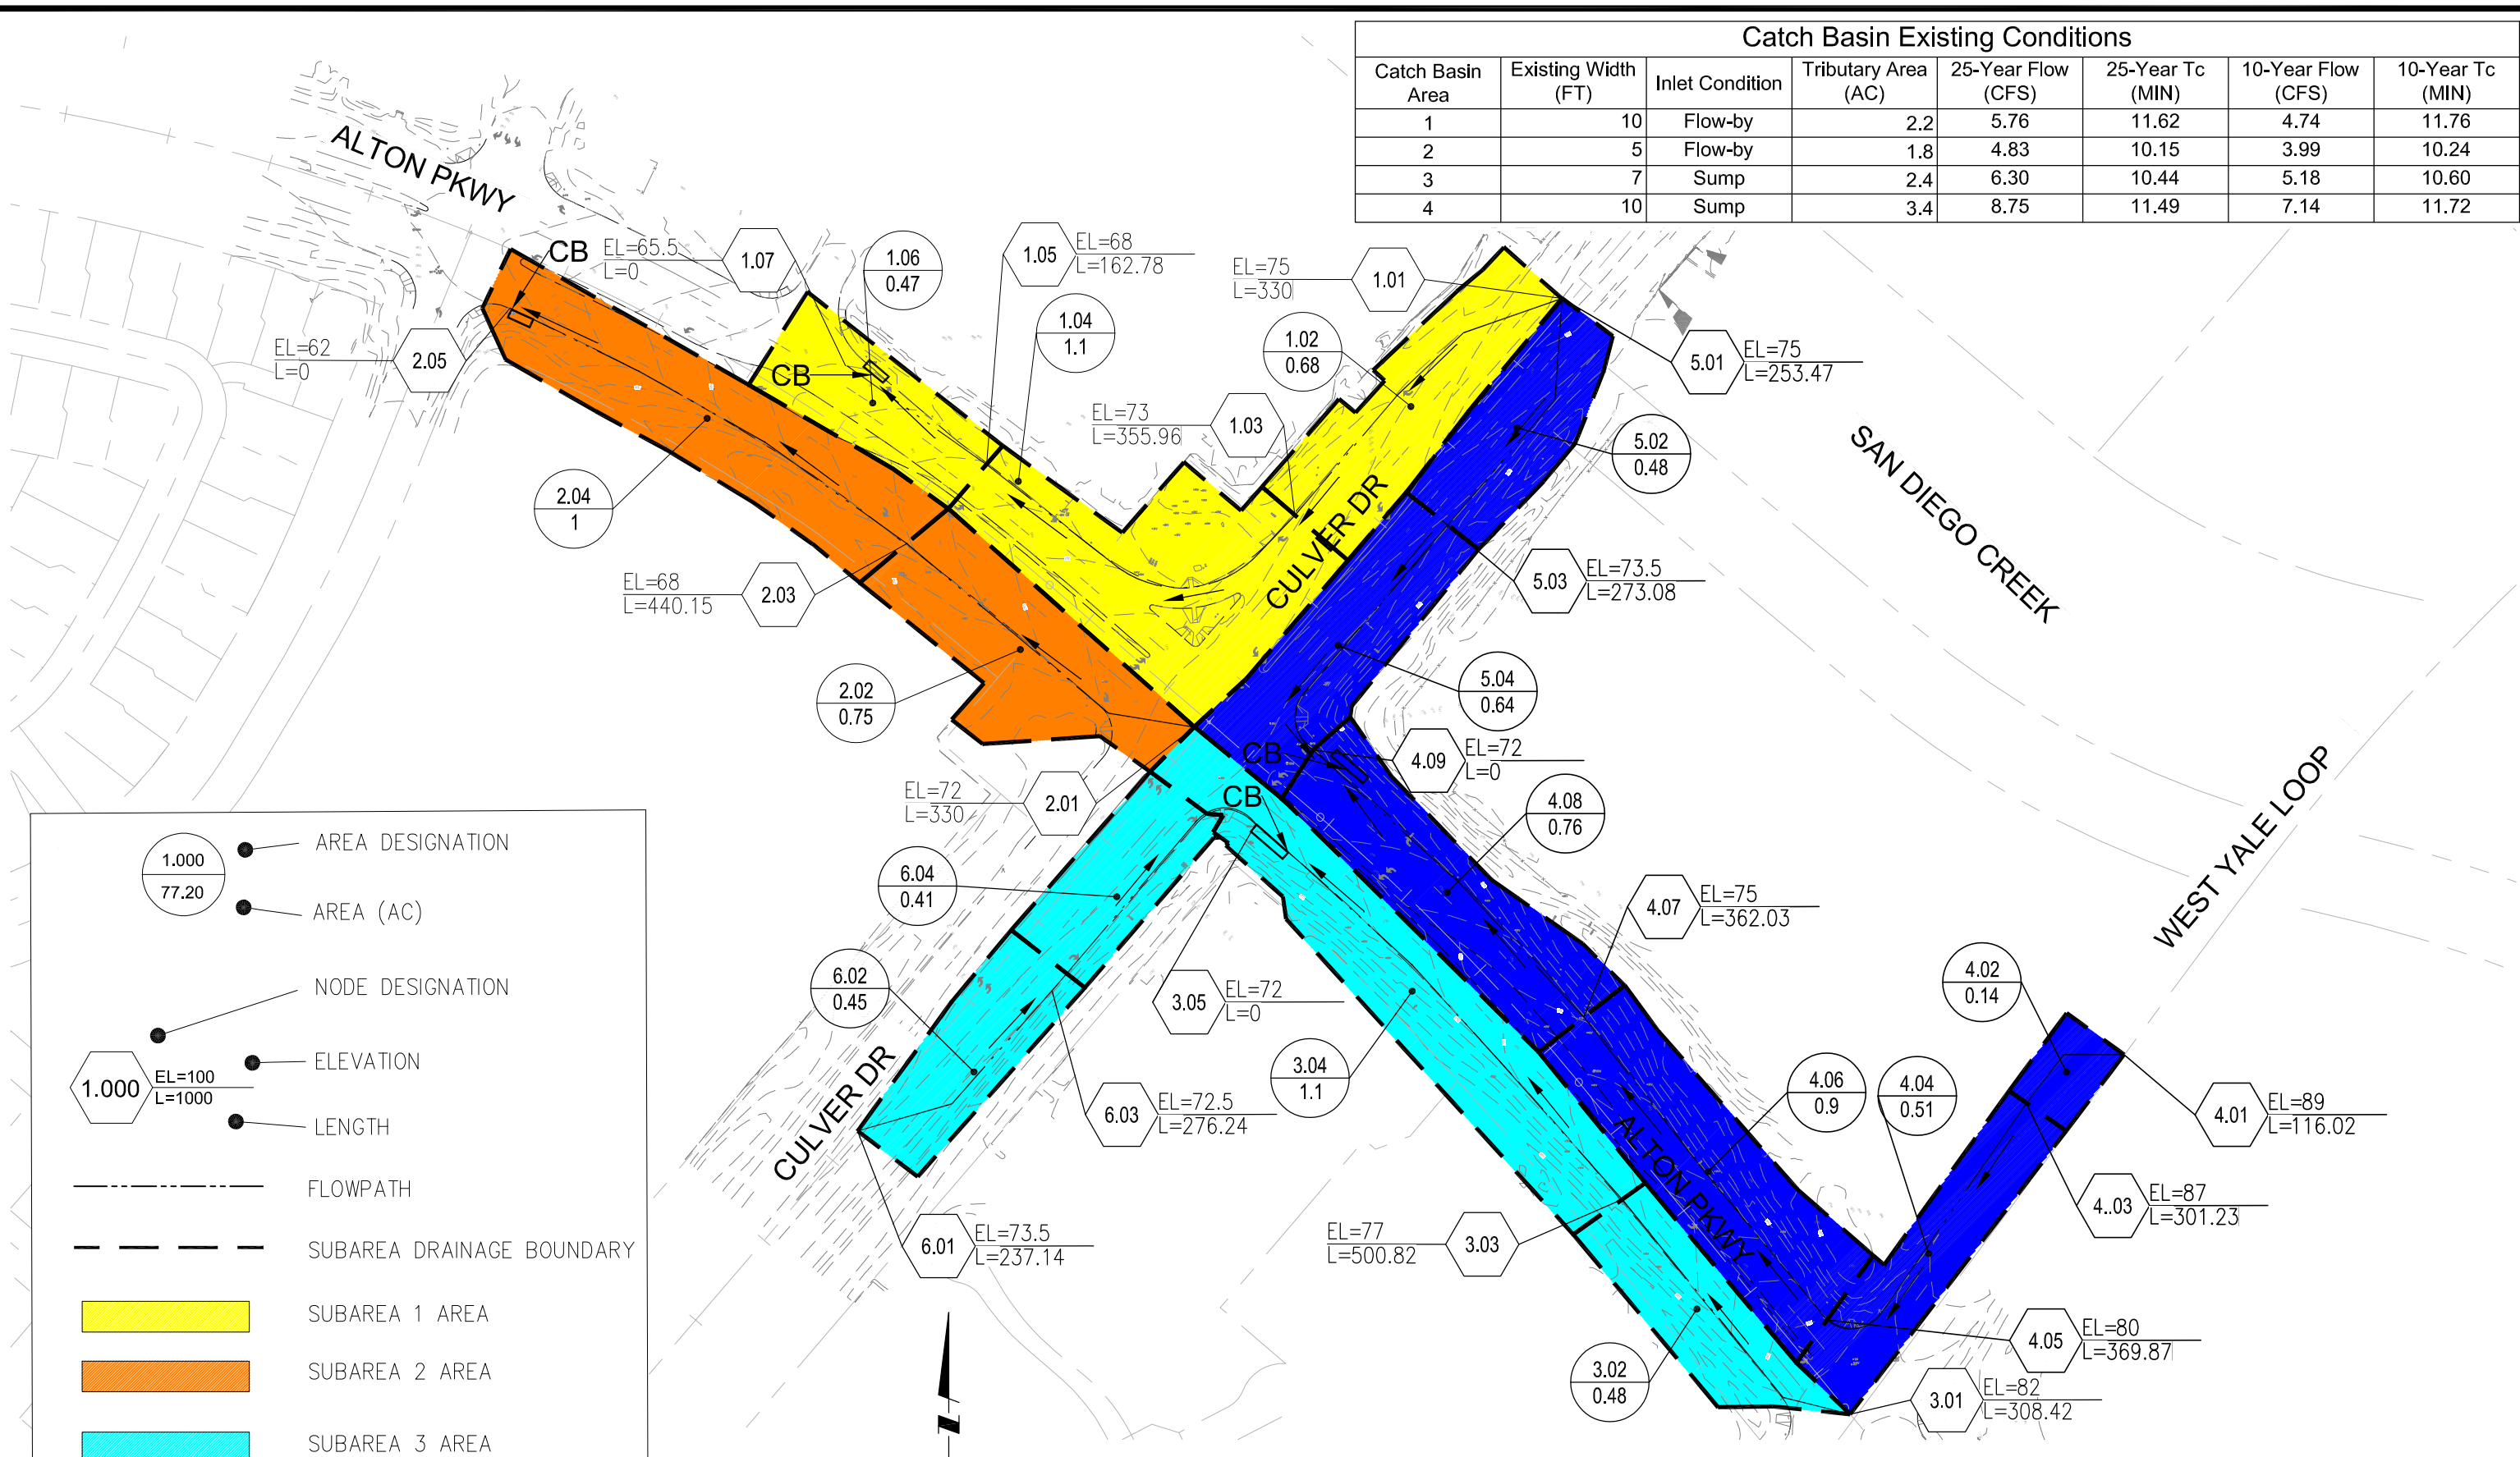 Catch Basin Existing Conditions
Catch Basin Area Existing Width (FT) Inlet Condition Tributary Area (AC) 25-Year Flow (CFS) 25-Year Tc (MIN) 10-Year Flow (CFS) 10-Year Tc (MIN)
1 10 Flow-by 2.2 5.76 11.62 4.74 11.76
2 5 Flow-by 1.8 4.83 10.15 3.99 10.24
3 7 Sump 2.4 6.30 10.44 5.18 10.60
4 10 Sump 3.4 8.75 11.49 7.14 11.72
ALTON PKWY
CB
EL=65.5
L=0
1.07
1.06
0.47
1.05
EL=68
L=162.78
1.04
1.1
EL=75
L=330
1.01
1.02
0.68
5.01
EL=75
L=253.47
EL=62
L=0
2.05
CB
EL=73
L=355.96
1.03
5.02
0.48
SAN DIEGO CREEK
2.04
1
CULVER DR
EL=68
L=440.15
2.03
5.03
EL=73.5
L=273.08
2.02
0.75
5.04
0.64
CB
4.09
EL=72
L=0
EL=72
L=330
2.01
CB
4.08
0.76
WEST YALE LOOP
6.04
0.41
4.07
EL=75
L=362.03
6.02
0.45
3.05
EL=72
L=0
4.02
0.14
CULVER DR
6.03
EL=72.5
L=276.24
3.04
1.1
4.06
0.9
4.04
0.51
4.01
EL=89
L=116.02
ALTON PKWY
4..03
EL=87
L=301.23
6.01
EL=73.5
L=237.14
EL=77
L=500.82
3.03
4.05
EL=80
L=369.87
3.02
0.48
3.01
EL=82
L=308.42
N
1.000
77.20
AREA DESIGNATION
AREA (AC)
NODE DESIGNATION
1.000
EL=100
L=1000
ELEVATION
LENGTH
FLOWPATH
SUBAREA DRAINAGE BOUNDARY
SUBAREA 1 AREA
SUBAREA 2 AREA
SUBAREA 3 AREA